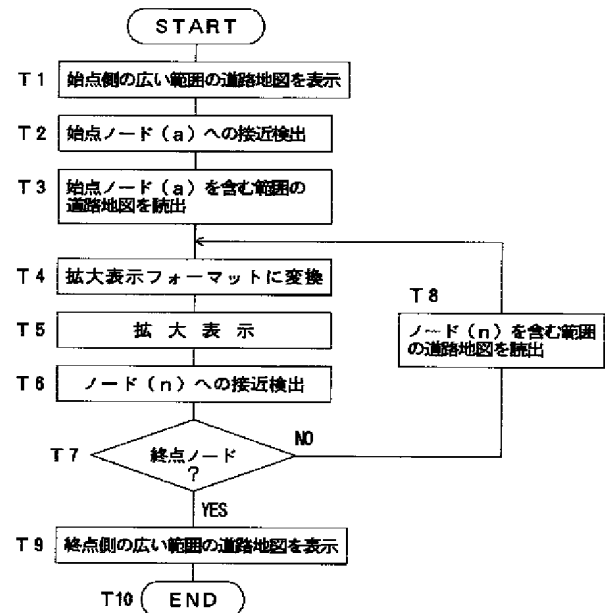 START
T1 始点側の広い範囲の道路地図を表示
T2 始点ノード(a)への接近検出
T3 始点ノード(a)を含む範囲の
道路地図を読出
T4 拡大表示フォーマットに変換
T8
T5 拡大表示
ノード(n)を含む範囲
の道路地図を読出
T6 ノード(n)への接近検出
NO
T7 終点ノード
?
YES
T9 終点側の広い範囲の道路地図を表示
T10 END